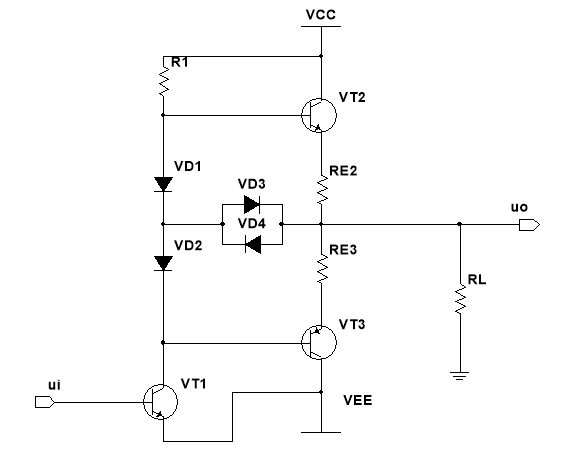 VCC
R1
VT2
VD1
RE2
VD3
uo
VD4
VD2
RE3
RL
VT3
ui
VT1
VEE